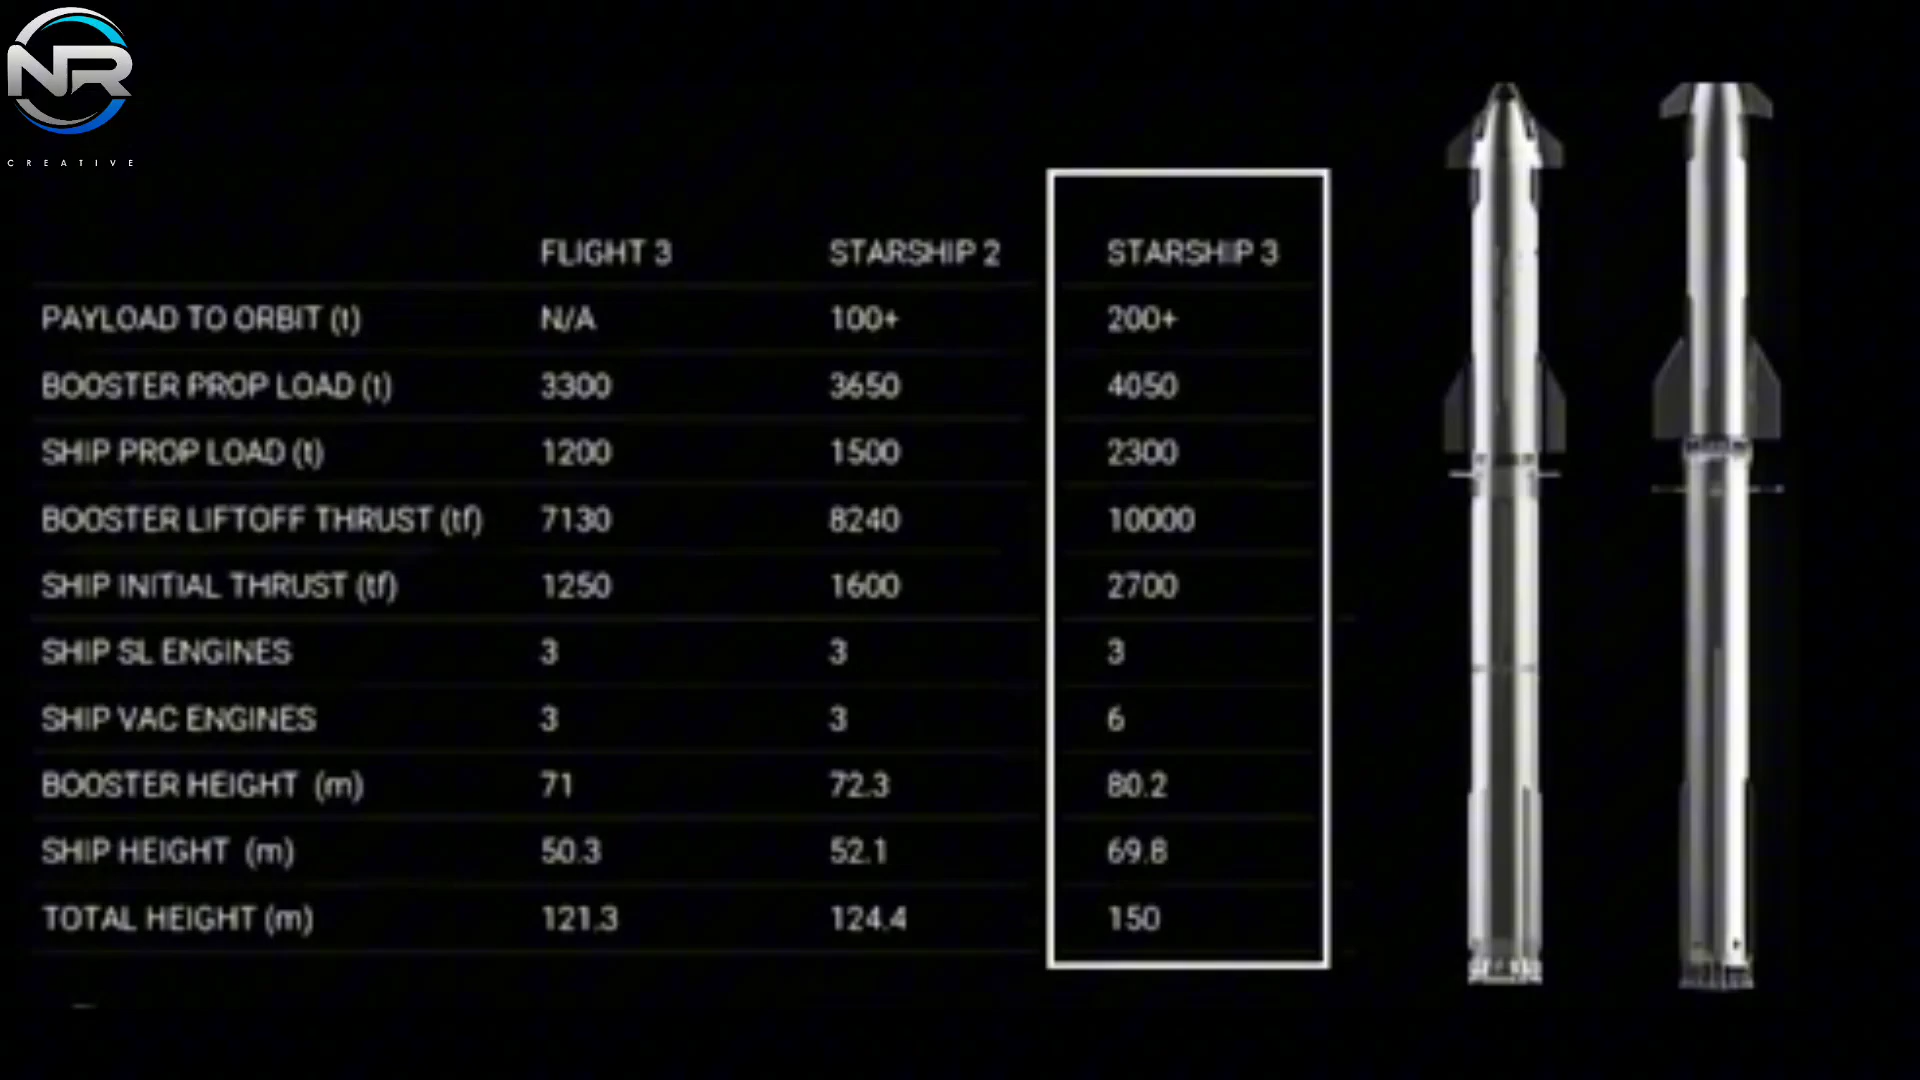 NR
CREATIVE
FLIGHT 3 STARSHIP 2 STARSHIP 3
PAYLOAD TO ORBIT (t) N/A 100+ 200+
BOOSTER PROP LOAD (t) 3300 3650 4050
SHIP PROP LOAD (t) 1200 1500 2300
BOOSTER LIFTOFF THRUST (tf) 7130 8240 10000
SHIP INITIAL THRUST (tf) 1250 1600 2700
SHIP SL ENGINES 3 3 3
SHIP VAC ENGINES 3 3 6
BOOSTER HEIGHT (m) 71 72.3 80.2
SHIP HEIGHT (m) 50.3 52.1 69.8
TOTAL HEIGHT (m) 121.3 124.4 150